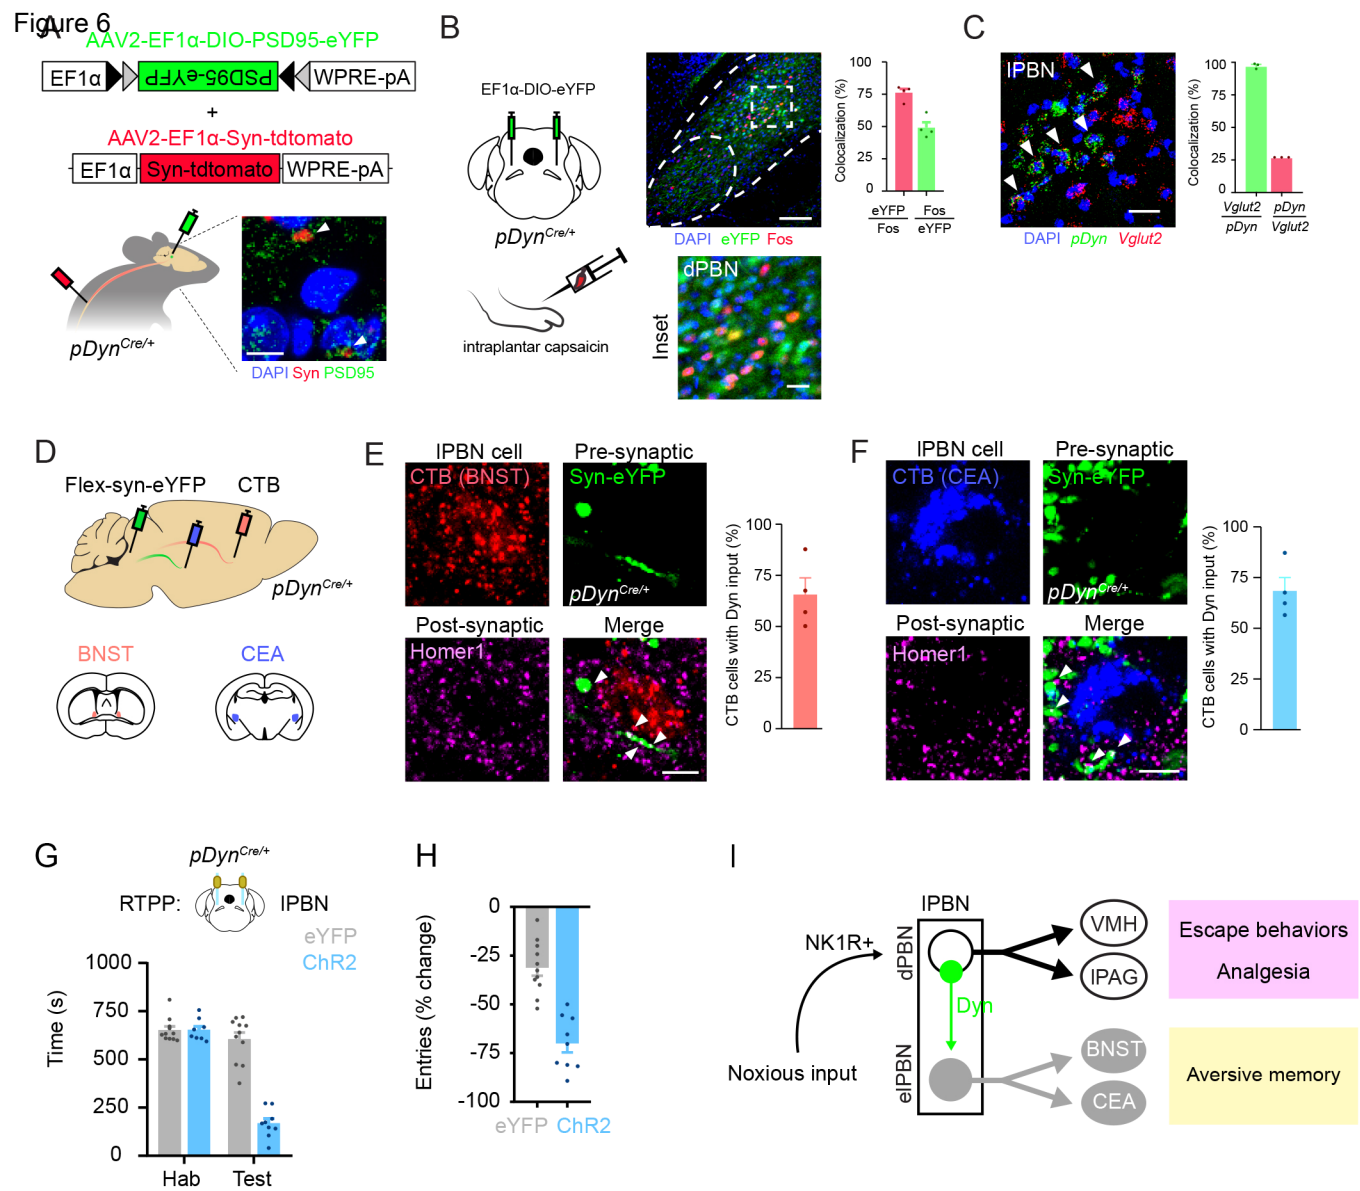 Figure 6
A
AAV2-EF1α-DIO-PSD95-eYFP
EF1α
PSD95-eYFP
WPRE-pA
+
AAV2-EF1α-Syn-tdtomato
EF1α
Syn-tdtomato
WPRE-pA
pDynCre/+
DAPI Syn PSD95
B
EF1α-DIO-eYFP
pDynCre/+
intraplantar capsaicin
DAPI eYFP Fos
dPBN
Inset
Colocalization (%)
100
75
50
25
0
eYFP
Fos
Fos
eYFP
C
lPBN
DAPI pDyn Vglut2
Colocalization (%)
100
75
50
25
0
Vglut2
pDyn
pDyn
Vglut2
D
Flex-syn-eYFP
CTB
pDynCre/+
BNST
CEA
E
lPBN cell
Pre-synaptic
CTB (BNST)
Syn-eYFP
pDynCre/+
Post-synaptic
Merge
Homer1
CTB cells with Dyn input (%)
100
75
50
25
0
F
lPBN cell
Pre-synaptic
CTB (CEA)
Syn-eYFP
pDynCre/+
Post-synaptic
Merge
Homer1
CTB cells with Dyn input (%)
100
75
50
25
0
G
pDynCre/+
RTPP:
lPBN
eYFP
ChR2
Time (s)
1000
750
500
250
0
Hab
Test
H
Entries (% change)
0
-25
-50
-75
-100
eYFP
ChR2
I
lPBN
NK1R+
dPBN
Dyn
elPBN
Noxious input
VMH
lPAG
BNST
CEA
Escape behaviors
Analgesia
Aversive memory